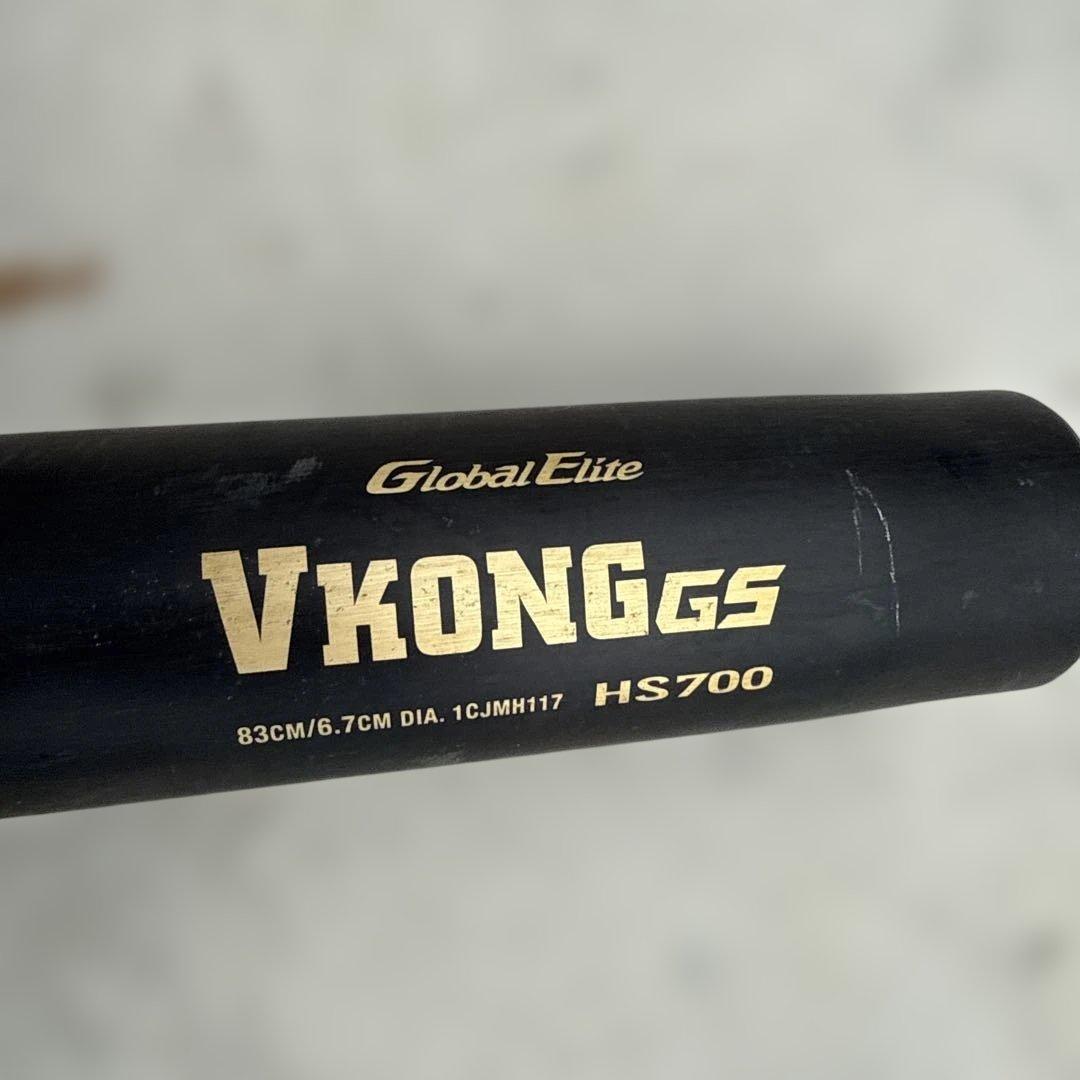 Global Elite
VKONG GS
83CM/6.7CM DIA. 1CJMH117 HS700